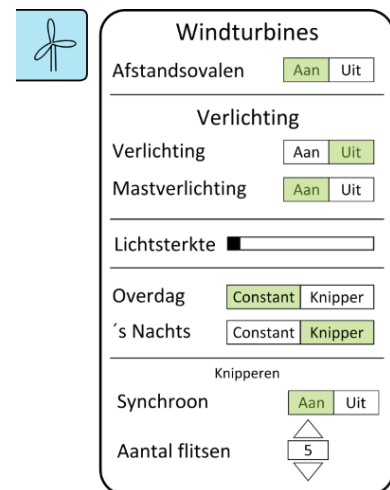 Windturbines
Afstandsovalen Aan Uit
Verlichting
Verlichting Aan Uit
Mastverlichting Aan Uit
Lichtsterkte
Overdag Constant Knipper
´s Nachts Constant Knipper
Knipperen
Synchroon Aan Uit
Aantal flitsen 5